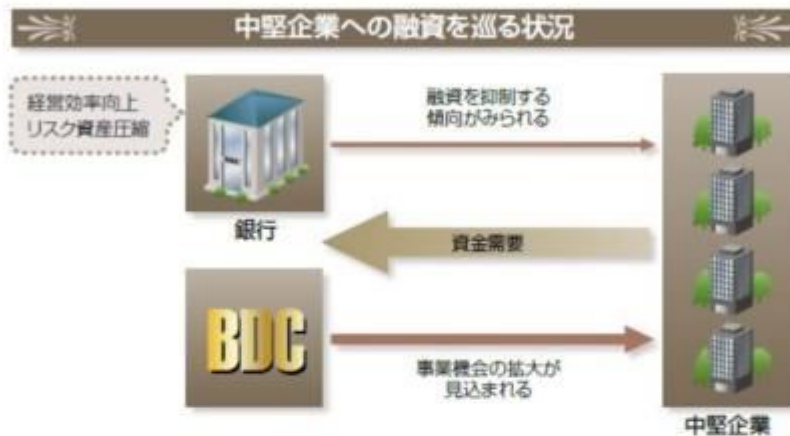 中堅企業への融資を巡る状況
経営効率向上
リスク資産圧縮
融資を抑制する
傾向がみられる
銀行
資金需要
BDC
事業機会の拡大が
見込まれる
中堅企業